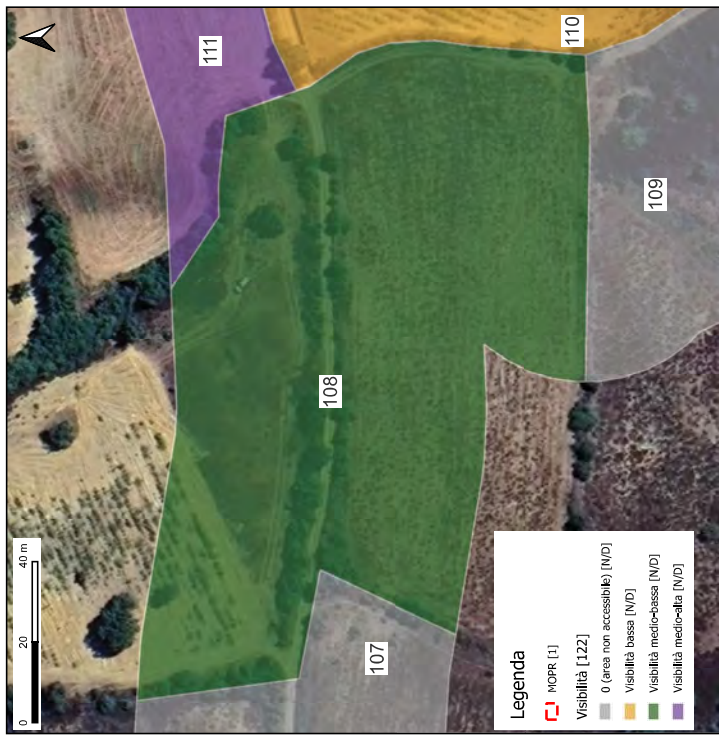 111
110
109
108
107
0 20 40 m
Legenda
MOPR [1]
Visibilità [122]
0 (area non accessibile) [N/D]
Visibilità bassa [N/D]
Visibilità medio-bassa [N/D]
Visibilità medio-alta [N/D]